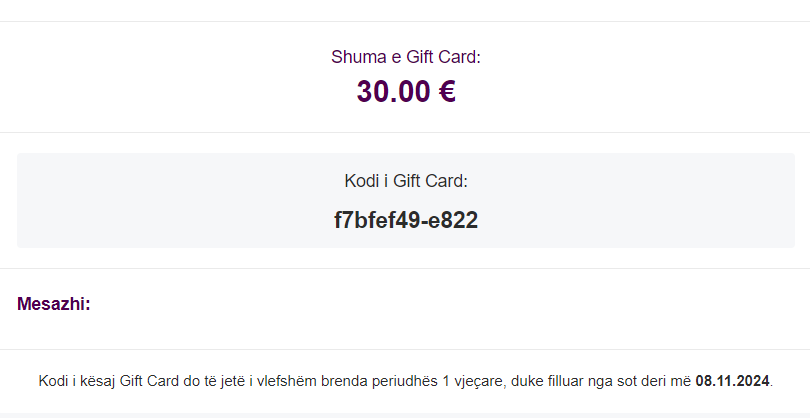 Shuma e Gift Card:
30.00 €
Kodi i Gift Card:
f7bfef49-e822
Mesazhi:
Kodi i kësaj Gift Card do të jetë i vlefshëm brenda periudhës 1 vjeçare, duke filluar nga sot deri më 08.11.2024.